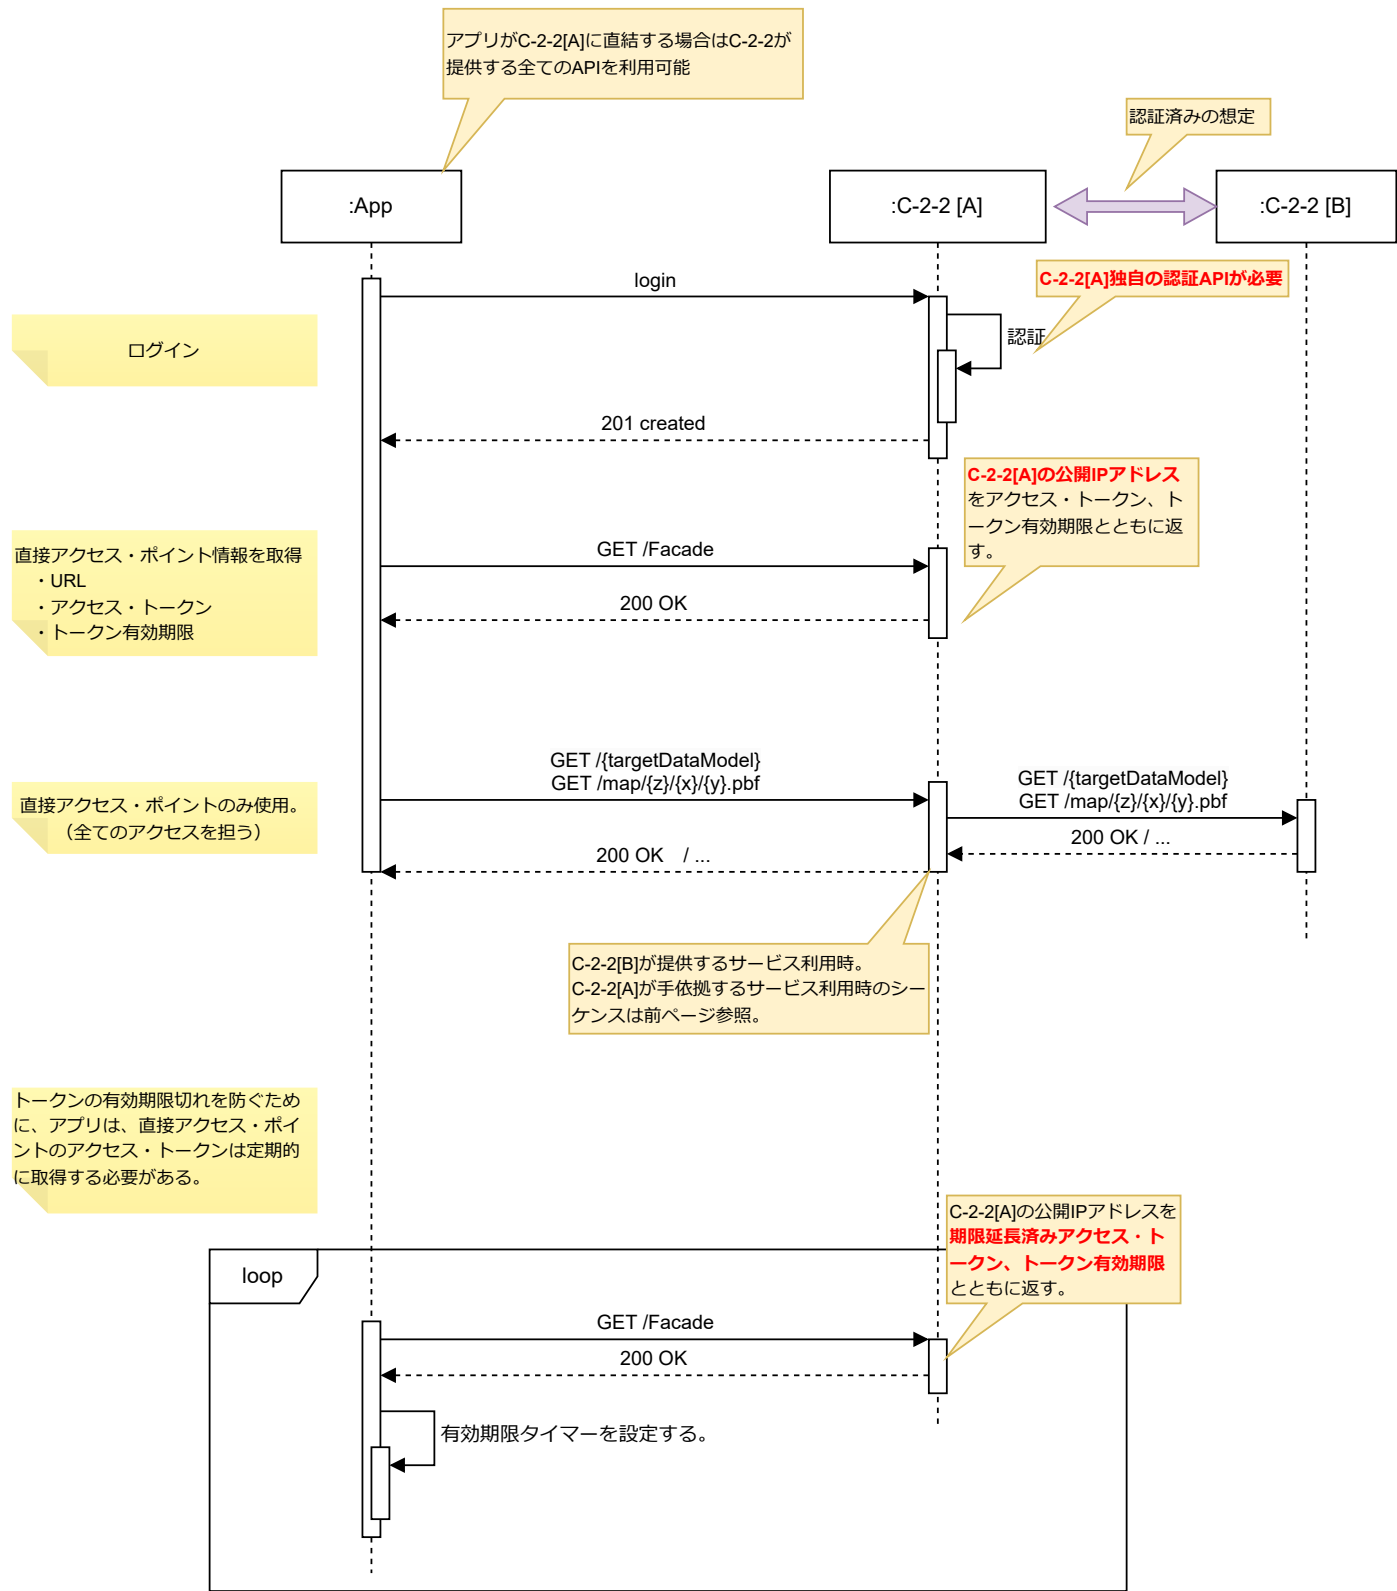 アプリがC-2-2[A]に直結する場合はC-2-2が
提供する全てのAPIを利用可能
認証済みの想定
:App
:C-2-2 [A]
:C-2-2 [B]
login
C-2-2[A]独自の認証APIが必要
認証
ログイン
201 created
C-2-2[A]の公開IPアドレス
をアクセス・トークン、ト
ークン有効期限とともに返
す。
直接アクセス・ポイント情報を取得
・URL
・アクセス・トークン
・トークン有効期限
GET /Facade
200 OK
GET /{targetDataModel}
GET /map/{z}/{x}/{y}.pbf
GET /{targetDataModel}
GET /map/{z}/{x}/{y}.pbf
直接アクセス・ポイントのみ使用。
（全てのアクセスを担う）
200 OK / ...
200 OK / ...
C-2-2[B]が提供するサービス利用時。
C-2-2[A]が手依拠するサービス利用時のシー
ケンスは前ページ参照。
トークンの有効期限切れを防ぐため
に、アプリは、直接アクセス・ポイ
ントのアクセス・トークンは定期的
に取得する必要がある。
C-2-2[A]の公開IPアドレスを
期限延長済みアクセス・ト
ークン、トークン有効期限
とともに返す。
loop
GET /Facade
200 OK
有効期限タイマーを設定する。